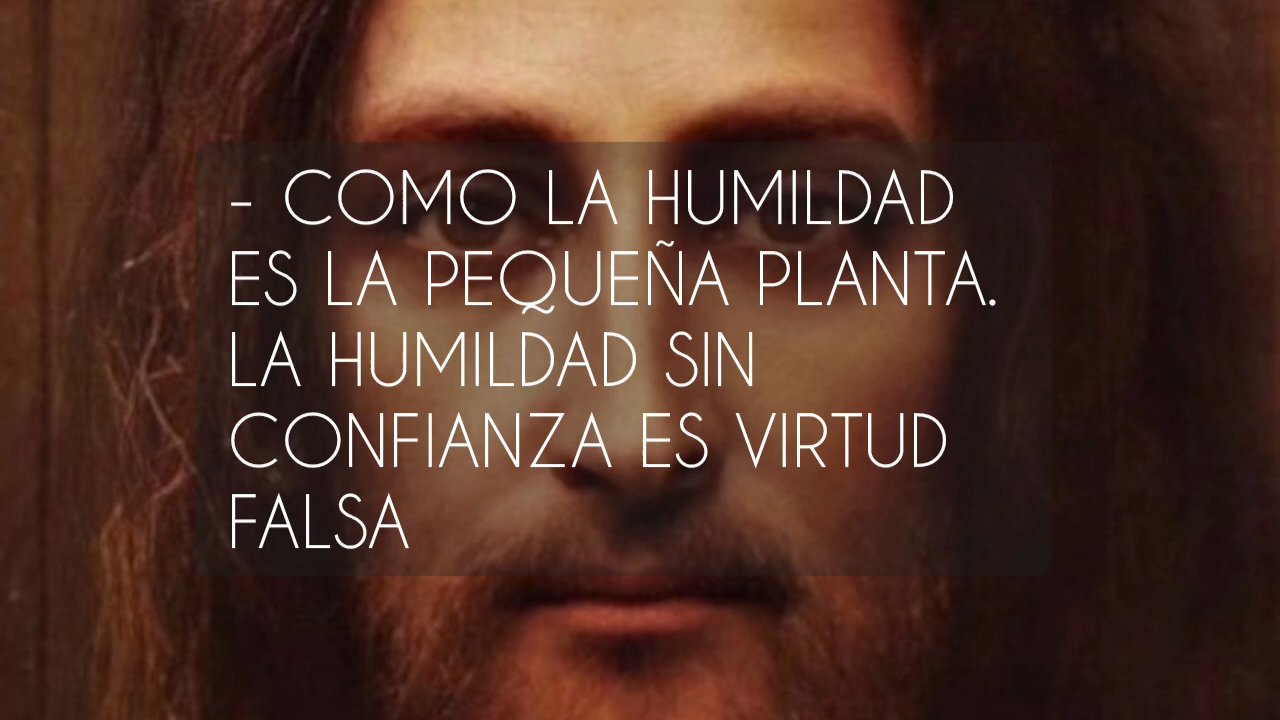 - COMO LA HUMILDAD
ES LA PEQUEÑA PLANTA.
LA HUMILDAD SIN
CONFIANZA ES VIRTUD
FALSA